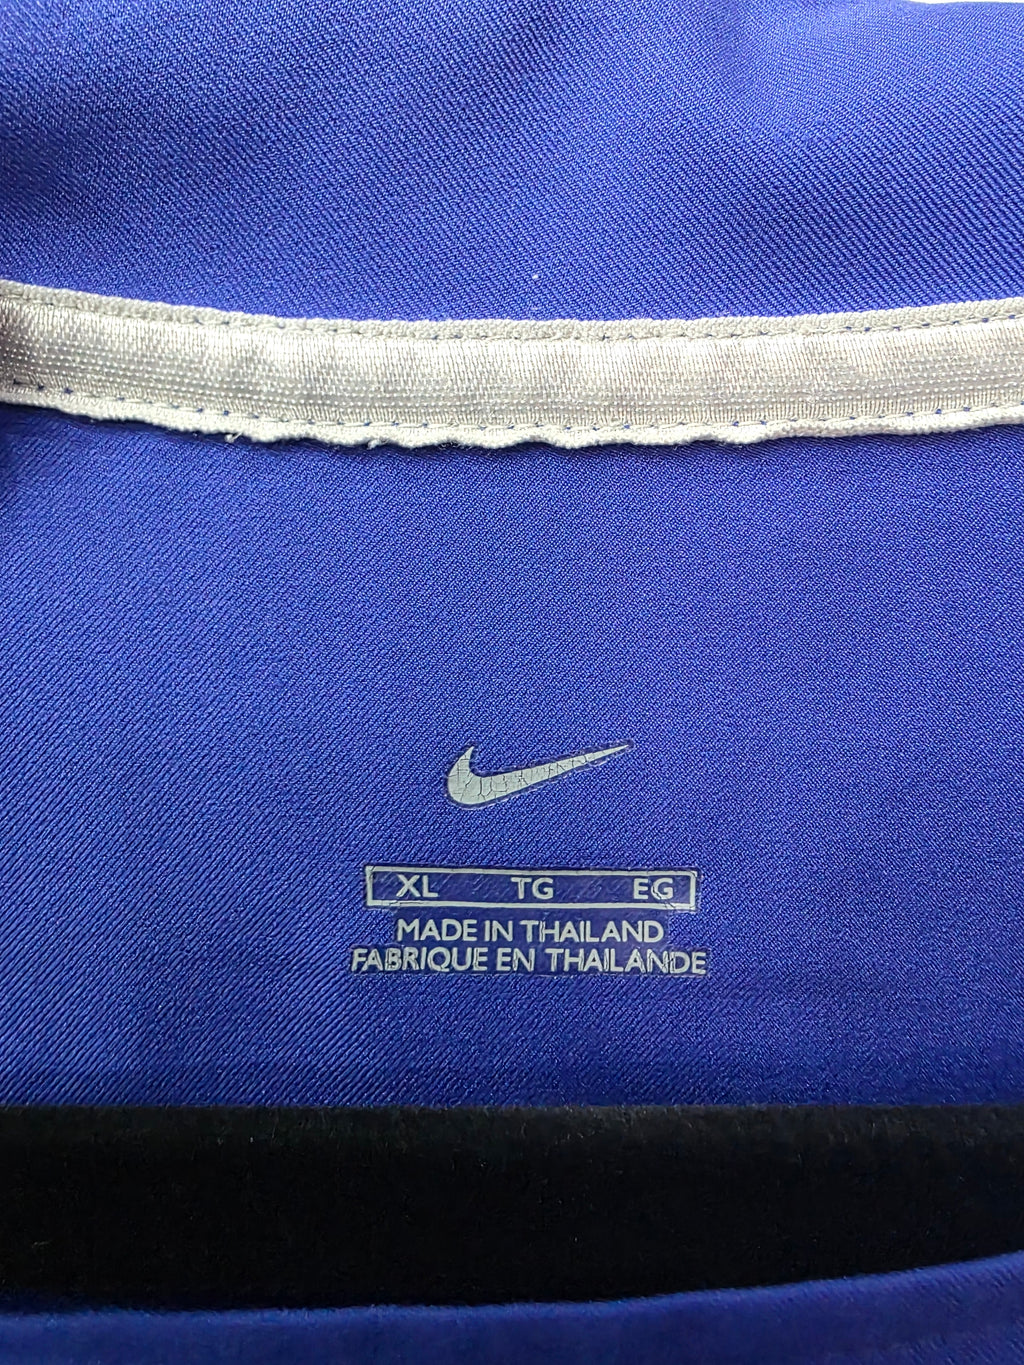 XL TG EG
MADE IN THAILAND
FABRIQUE EN THAILANDE